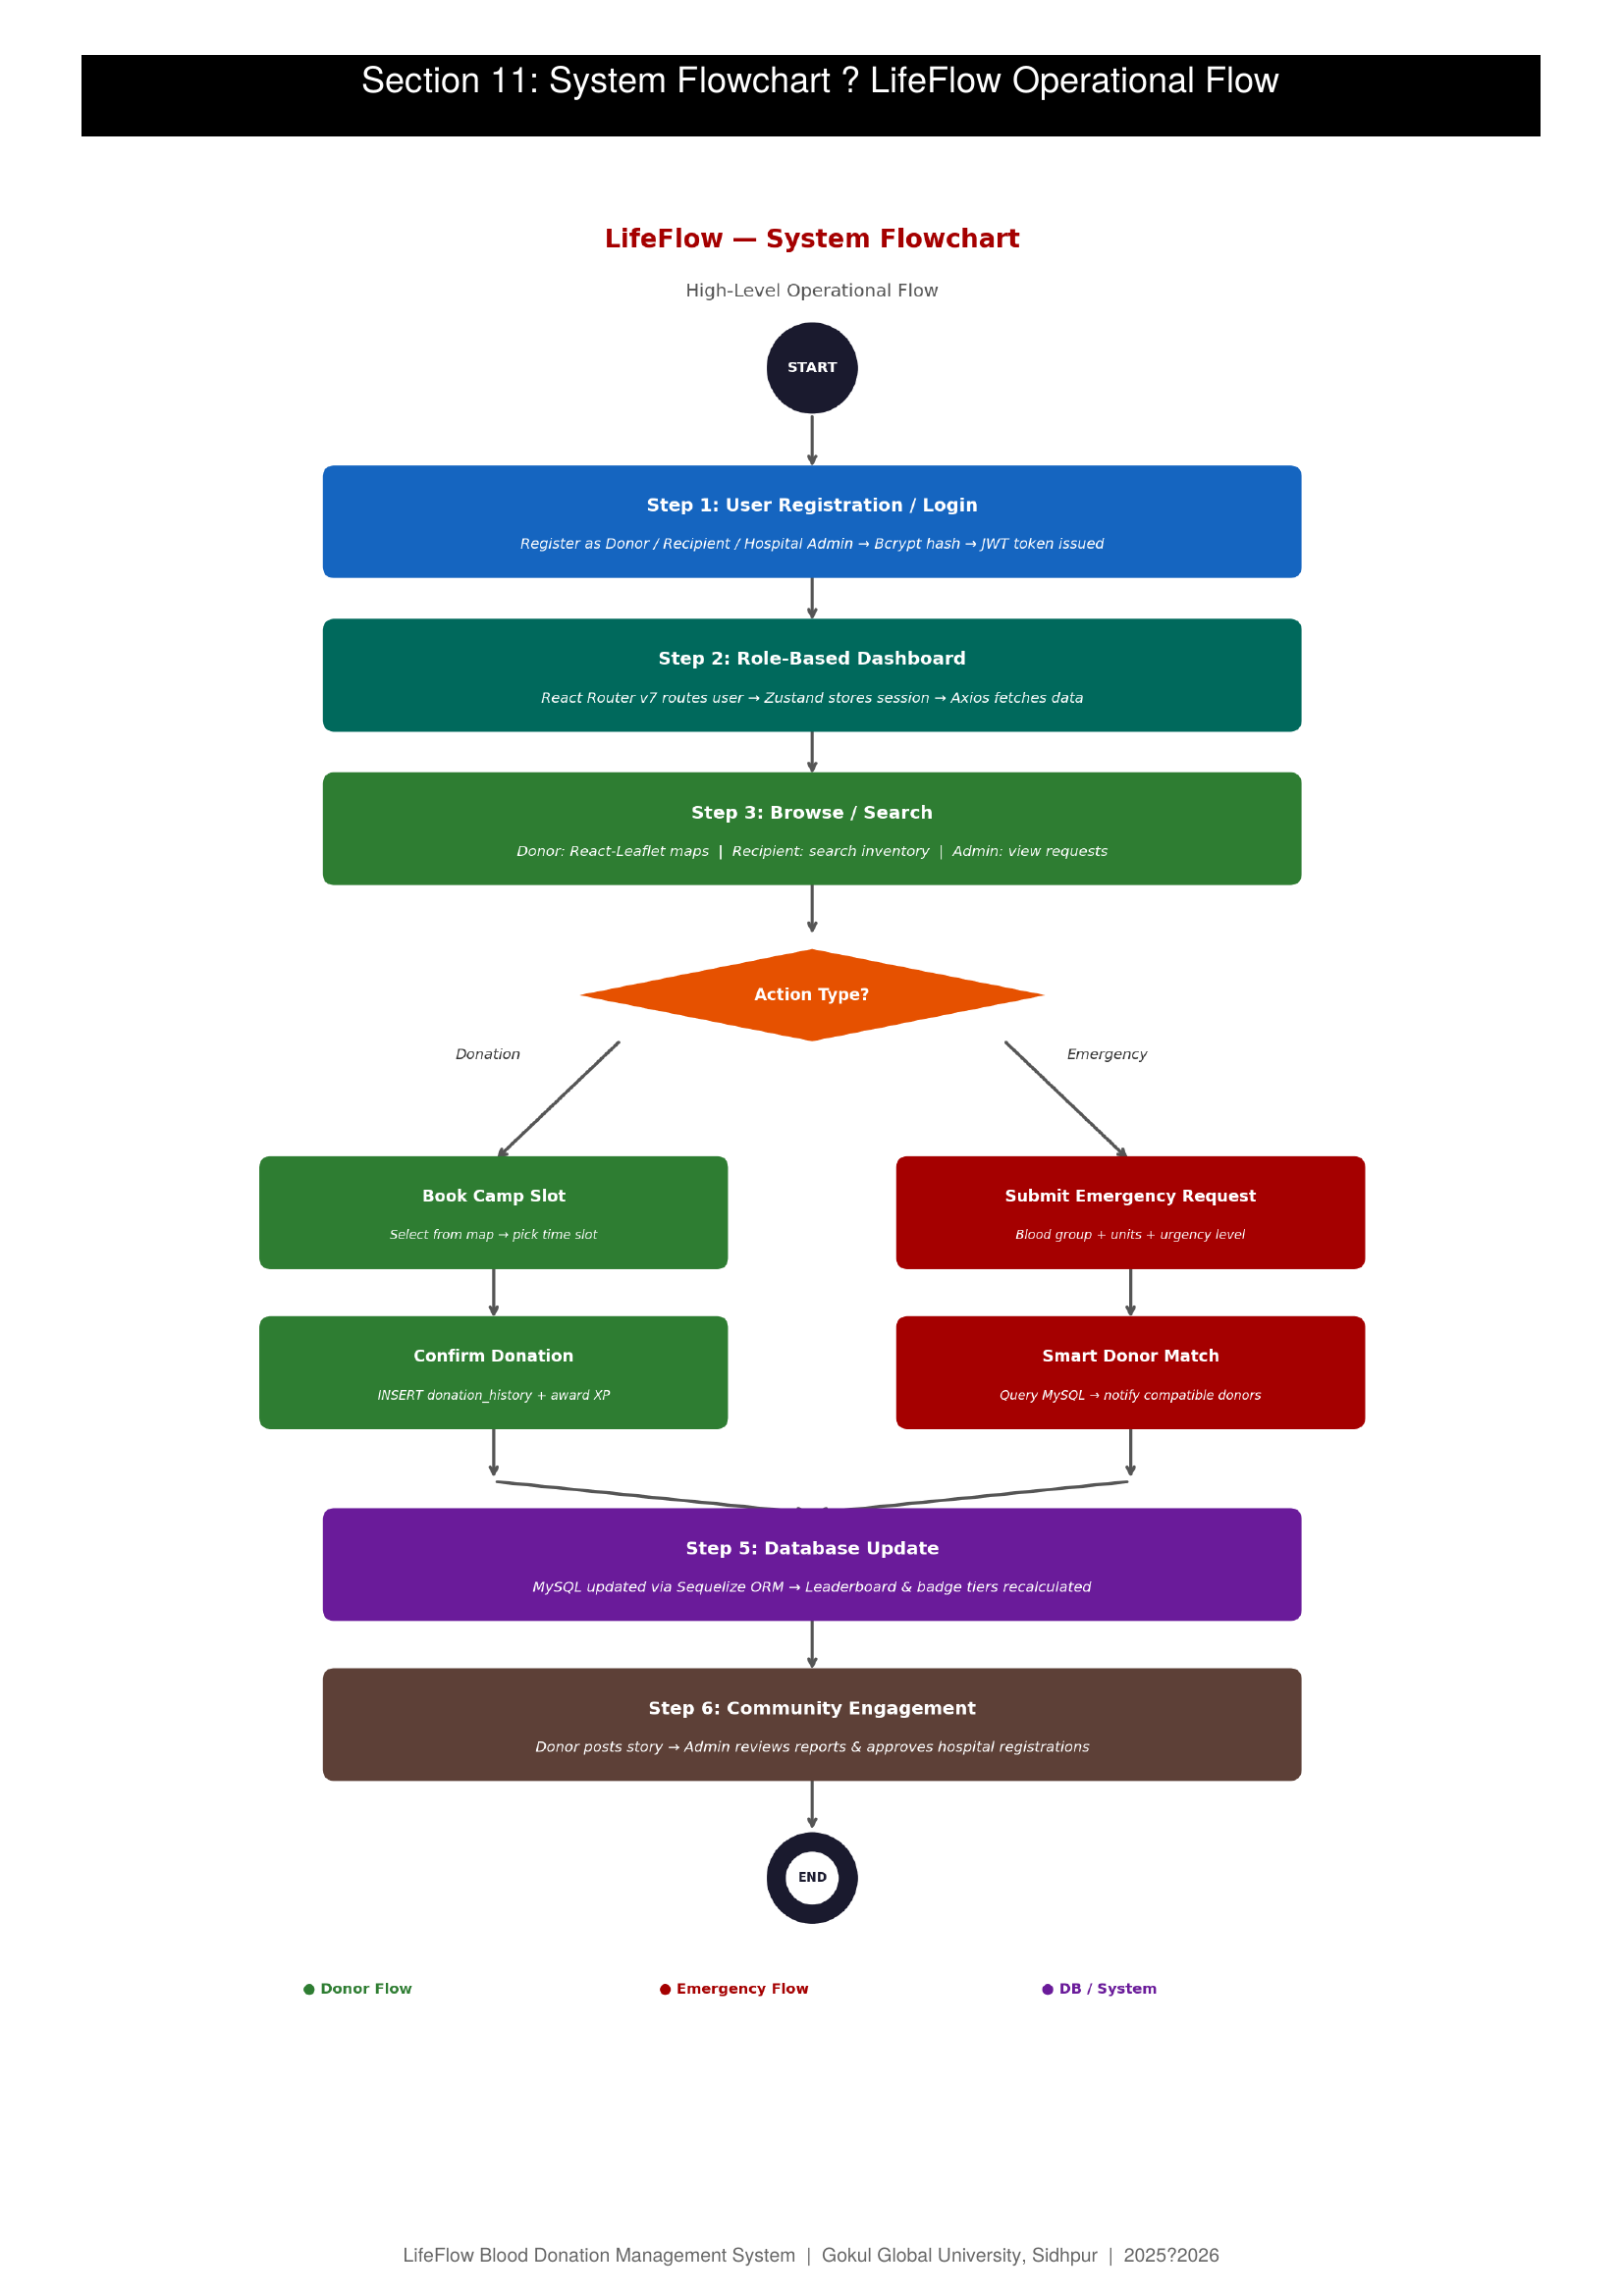 Section 11: System Flowchart ? LifeFlow Operational Flow
LifeFlow — System Flowchart
High-Level Operational Flow
START
Step 1: User Registration / Login
Register as Donor / Recipient / Hospital Admin → Bcrypt hash → JWT token issued
Step 2: Role-Based Dashboard
React Router v7 routes user → Zustand stores session → Axios fetches data
Step 3: Browse / Search
Donor: React-Leaflet maps | Recipient: search inventory | Admin: view requests
Action Type?
Donation
Emergency
Book Camp Slot
Select from map → pick time slot
Submit Emergency Request
Blood group + units + urgency level
Confirm Donation
INSERT donation_history + award XP
Smart Donor Match
Query MySQL → notify compatible donors
Step 5: Database Update
MySQL updated via Sequelize ORM → Leaderboard & badge tiers recalculated
Step 6: Community Engagement
Donor posts story → Admin reviews reports & approves hospital registrations
END
● Donor Flow
● Emergency Flow
● DB / System
LifeFlow Blood Donation Management System | Gokul Global University, Sidhpur | 2025?2026